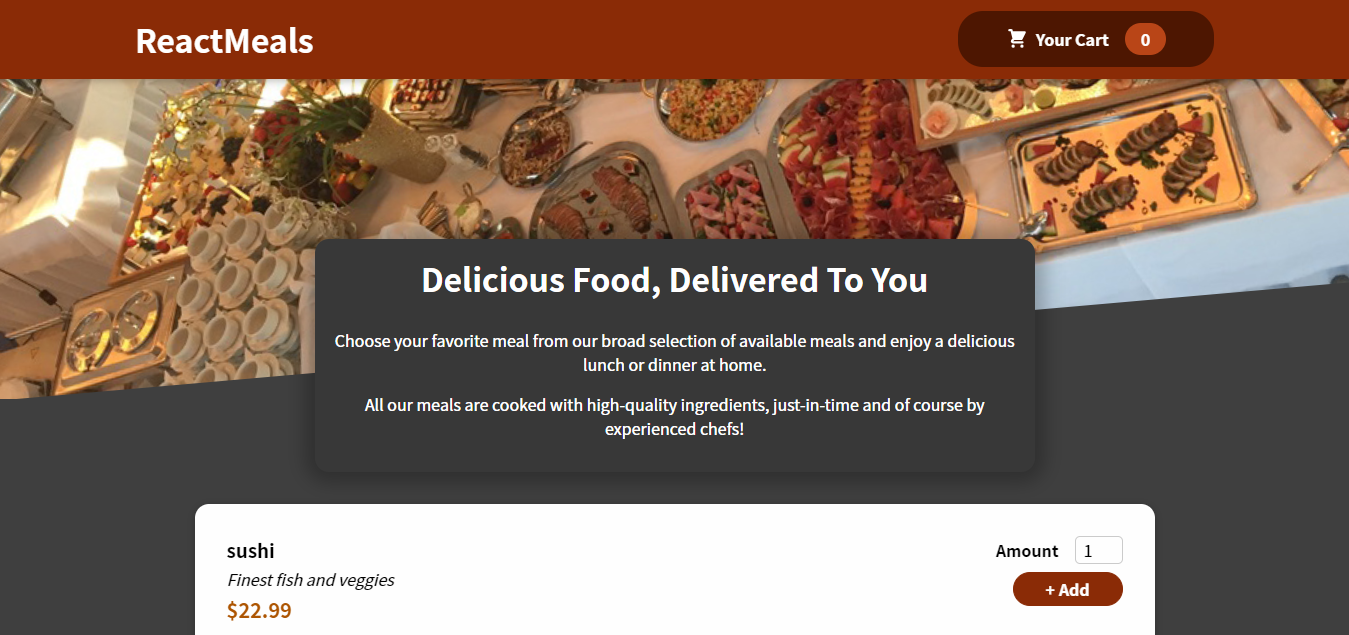 ReactMeals
Your Cart 0
Delicious Food, Delivered To You
Choose your favorite meal from our broad selection of available meals and enjoy a delicious
lunch or dinner at home.
All our meals are cooked with high-quality ingredients, just-in-time and of course by
experienced chefs!
sushi
Finest fish and veggies
$22.99
Amount 1
+ Add